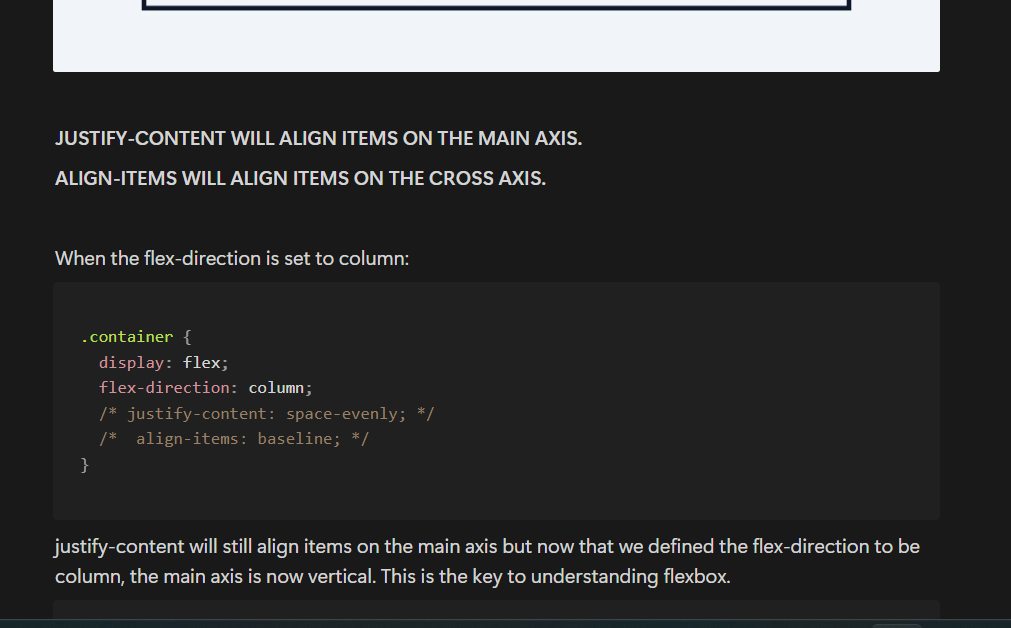 JUSTIFY-CONTENT WILL ALIGN ITEMS ON THE MAIN AXIS.
ALIGN-ITEMS WILL ALIGN ITEMS ON THE CROSS AXIS.
When the flex-direction is set to column:
.container {
  display: flex;
  flex-direction: column;
  /* justify-content: space-evenly; */
  /*  align-items: baseline; */
}
justify-content will still align items on the main axis but now that we defined the flex-direction to be
column, the main axis is now vertical. This is the key to understanding flexbox.